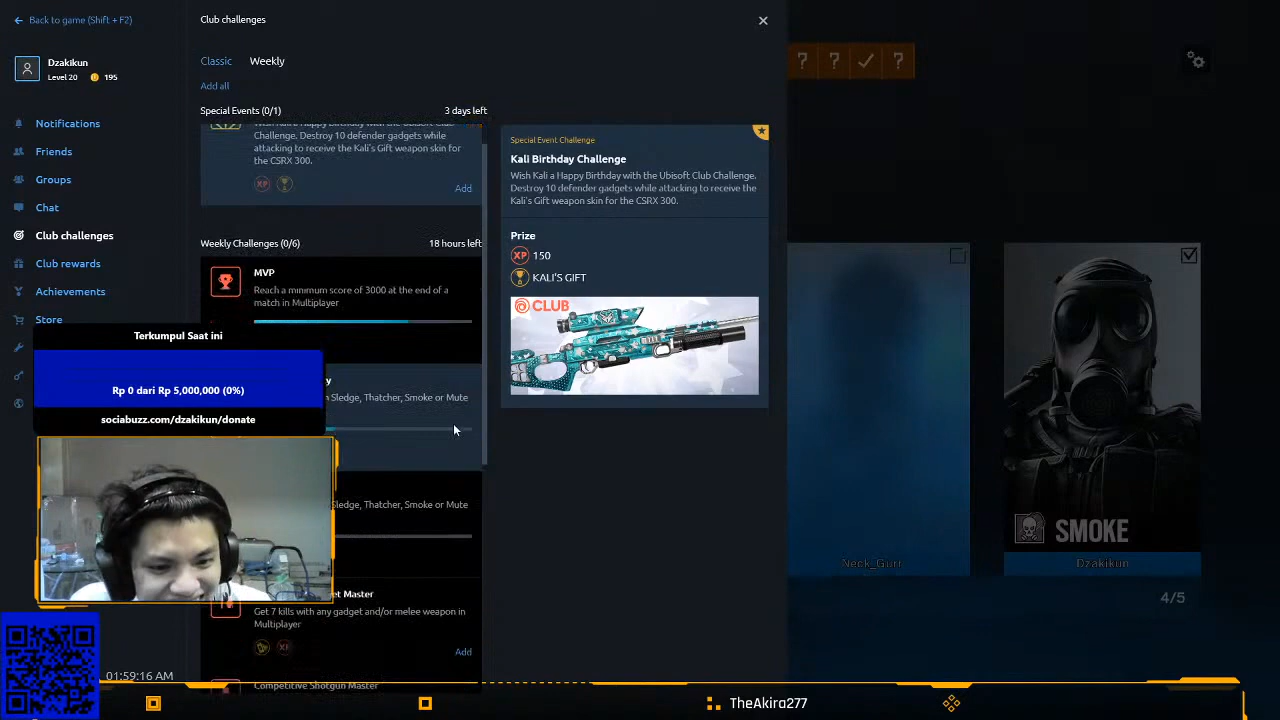 Back to game (Shift + F2)
Dzakikun
Level 20
195
Notifications
Friends
Groups
Chat
Club challenges
Club rewards
Achievements
Store
Club challenges
Classic
Weekly
Add all
Special Events (0/1)
3 days left
Challenge. Destroy 10 defender gadgets while
attacking to receive the Kali's Gift weapon skin for
the CSRX 300.
XP
Add
Weekly Challenges (0/6)
18 hours left
MVP
Reach a minimum score of 3000 at the end of a
match in Multiplayer
Sledge, Thatcher, Smoke or Mute
Sledge, Thatcher, Smoke or Mute
et Master
Get 7 kills with any gadget and/or melee weapon in
Multiplayer
XP
Add
Competitive Shotgun Master
Special Event Challenge
Kali Birthday Challenge
Wish Kali a Happy Birthday with the Ubisoft Club
Challenge. Destroy 10 defender gadgets while
attacking to receive the Kali's Gift weapon skin for
the CSRX 300.
Prize
XP 150
KALI'S GIFT
CLUB
? ? ?
Neck_Guri
SMOKE
Dzakikun
4/5
Terkumpul Saat ini
Rp 0 dari Rp 5,000,000 (0%)
sociabuzz.com/dzakikun/donate
01:59:16 AM
TheAkira277